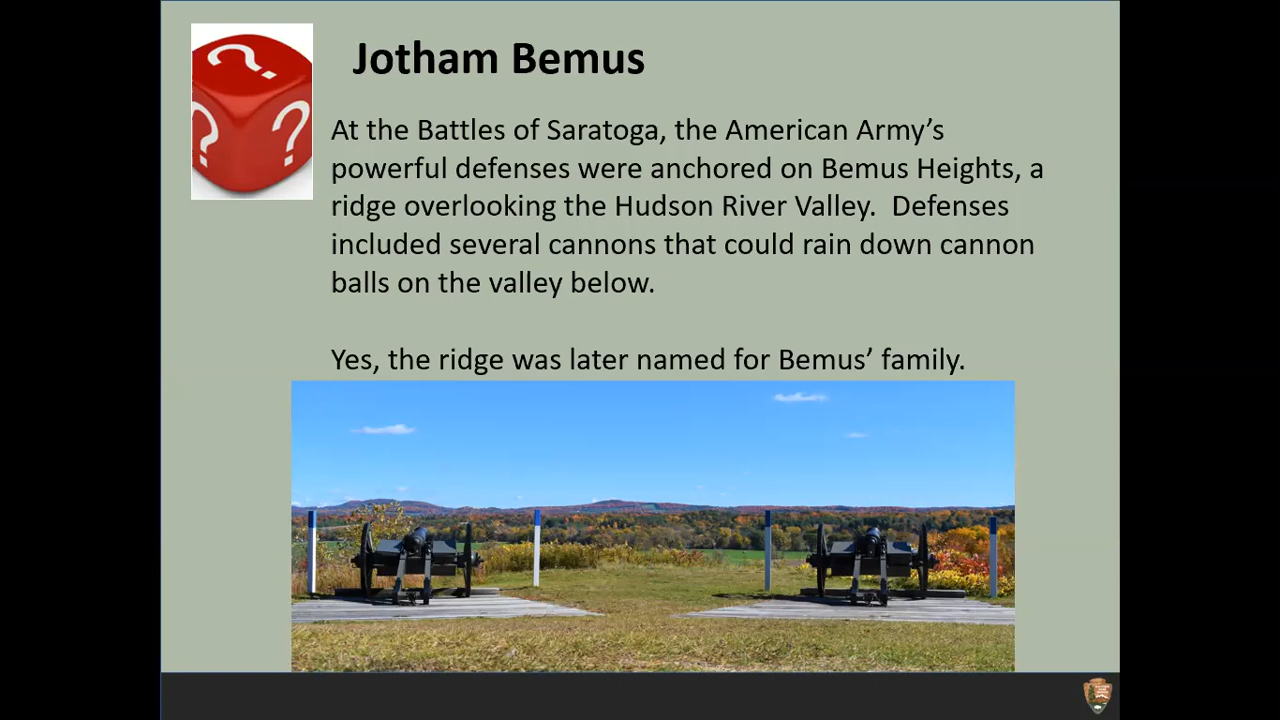 Jotham Bemus
At the Battles of Saratoga, the American Army’s
powerful defenses were anchored on Bemus Heights, a
ridge overlooking the Hudson River Valley.  Defenses
included several cannons that could rain down cannon
balls on the valley below.
Yes, the ridge was later named for Bemus’ family.
? ? ?